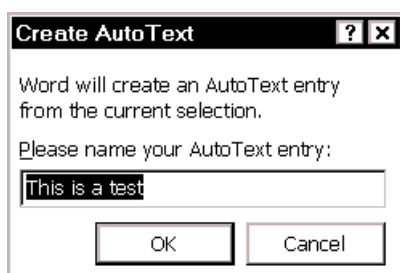 Create AutoText ? ×
Word will create an AutoText entry
from the current selection.
Please name your AutoText entry:
This is a test
OK Cancel